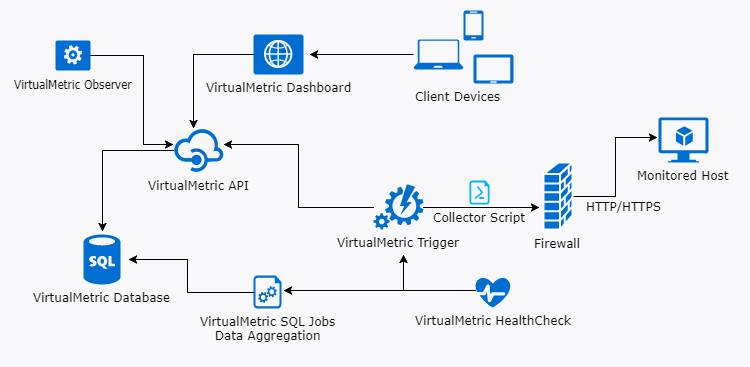 VirtualMetric Observer
VirtualMetric Dashboard
Client Devices
VirtualMetric API
Monitored Host
Collector Script
HTTP/HTTPS
VirtualMetric Trigger
Firewall
SQL
VirtualMetric Database
VirtualMetric SQL Jobs
Data Aggregation
VirtualMetric HealthCheck